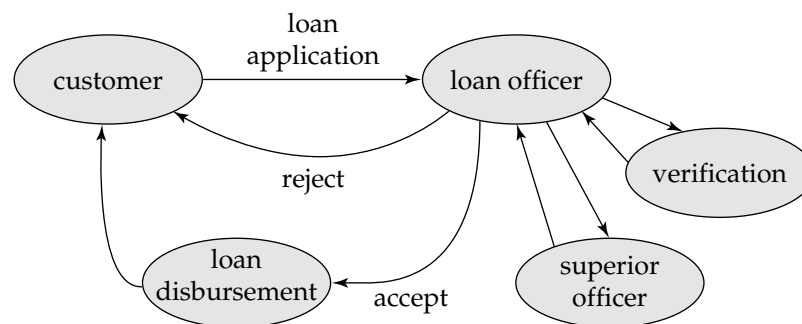 loan
application
customer
loan officer
verification
reject
loan
disbursement
accept
superior
officer